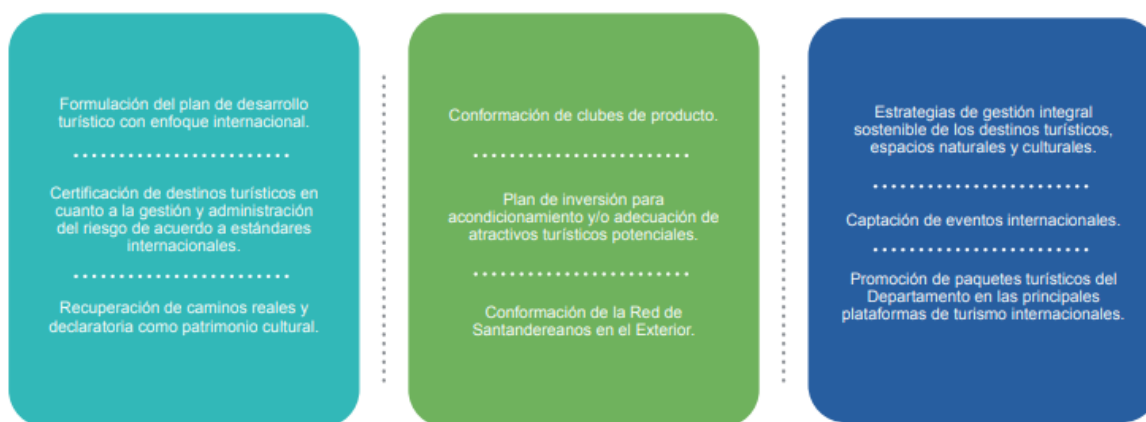 Formulación del plan de desarrollo
turístico con enfoque internacional.
Certificación de destinos turísticos en
cuanto a la gestión y administración
del riesgo de acuerdo a estándares
internacionales.
Recuperación de caminos reales y
declaratoria como patrimonio cultural.
Conformación de clubes de producto.
Plan de inversión para
acondicionamiento y/o adecuación de
atractivos turísticos potenciales.
Conformación de la Red de
Santandereanos en el Exterior.
Estrategias de gestión integral
sostenible de los destinos turísticos,
espacios naturales y culturales.
Captación de eventos internacionales.
Promoción de paquetes turísticos del
Departamento en las principales
plataformas de turismo internacionales.